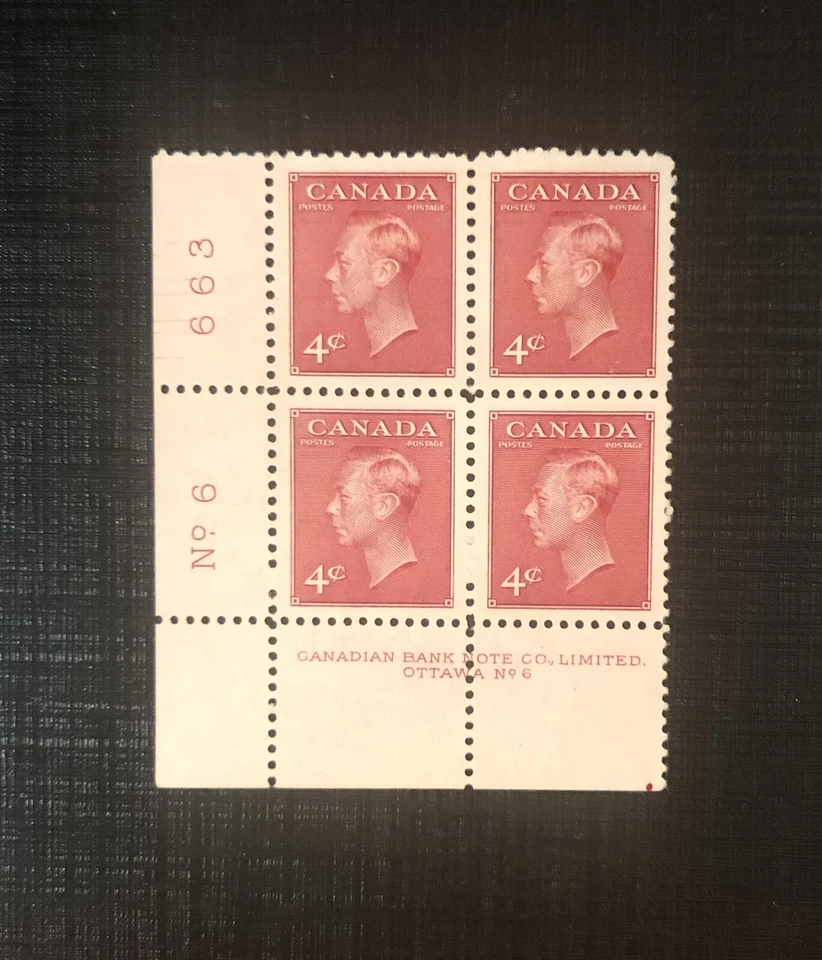 663
CANADA
POSTES POSTAGE
4¢
CANADA
POSTES POSTAGE
4¢
Nº 6
CANADA
POSTES POSTAGE
4¢
CANADA
POSTES POSTAGE
4¢
CANADIAN BANK NOTE CO., LIMITED.
OTTAWA Nº 6